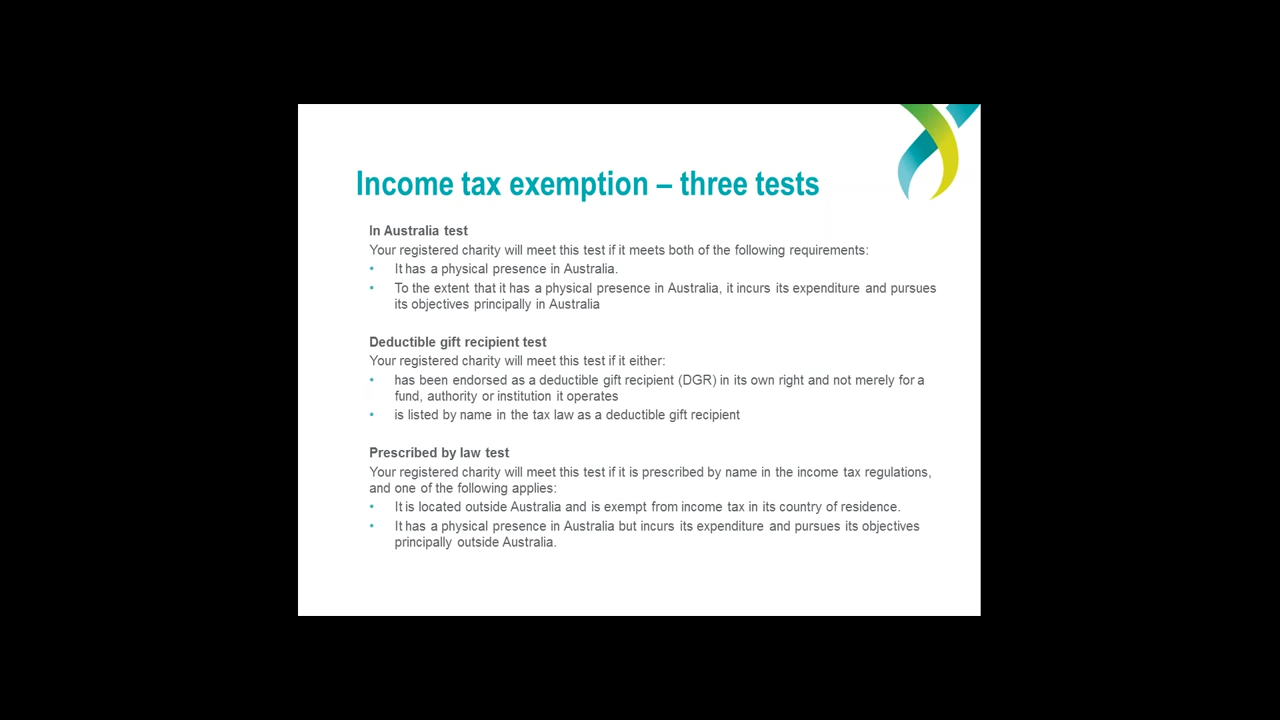 Income tax exemption – three tests
In Australia test
Your registered charity will meet this test if it meets both of the following requirements:
• It has a physical presence in Australia.
• To the extent that it has a physical presence in Australia, it incurs its expenditure and pursues
its objectives principally in Australia
Deductible gift recipient test
Your registered charity will meet this test if it either:
• has been endorsed as a deductible gift recipient (DGR) in its own right and not merely for a
fund, authority or institution it operates
• is listed by name in the tax law as a deductible gift recipient
Prescribed by law test
Your registered charity will meet this test if it is prescribed by name in the income tax regulations,
and one of the following applies:
• It is located outside Australia and is exempt from income tax in its country of residence.
• It has a physical presence in Australia but incurs its expenditure and pursues its objectives
principally outside Australia.